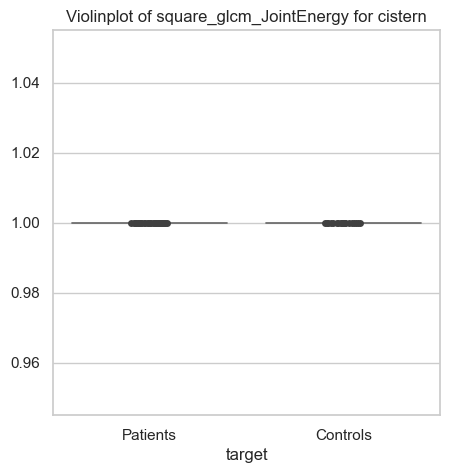 Violinplot of square_glcm_JointEnergy for cistern
1.04
1.02
1.00
0.98
0.96
Patients Controls
target